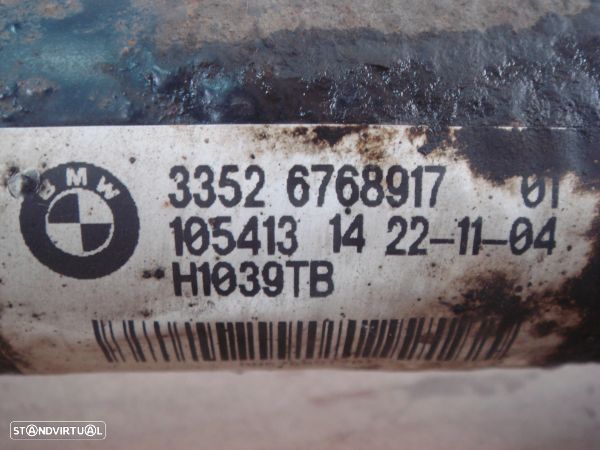 BMW
3352 6768917 01
105413 14 22-11-04
H1039TB
STANDVIRTUAL